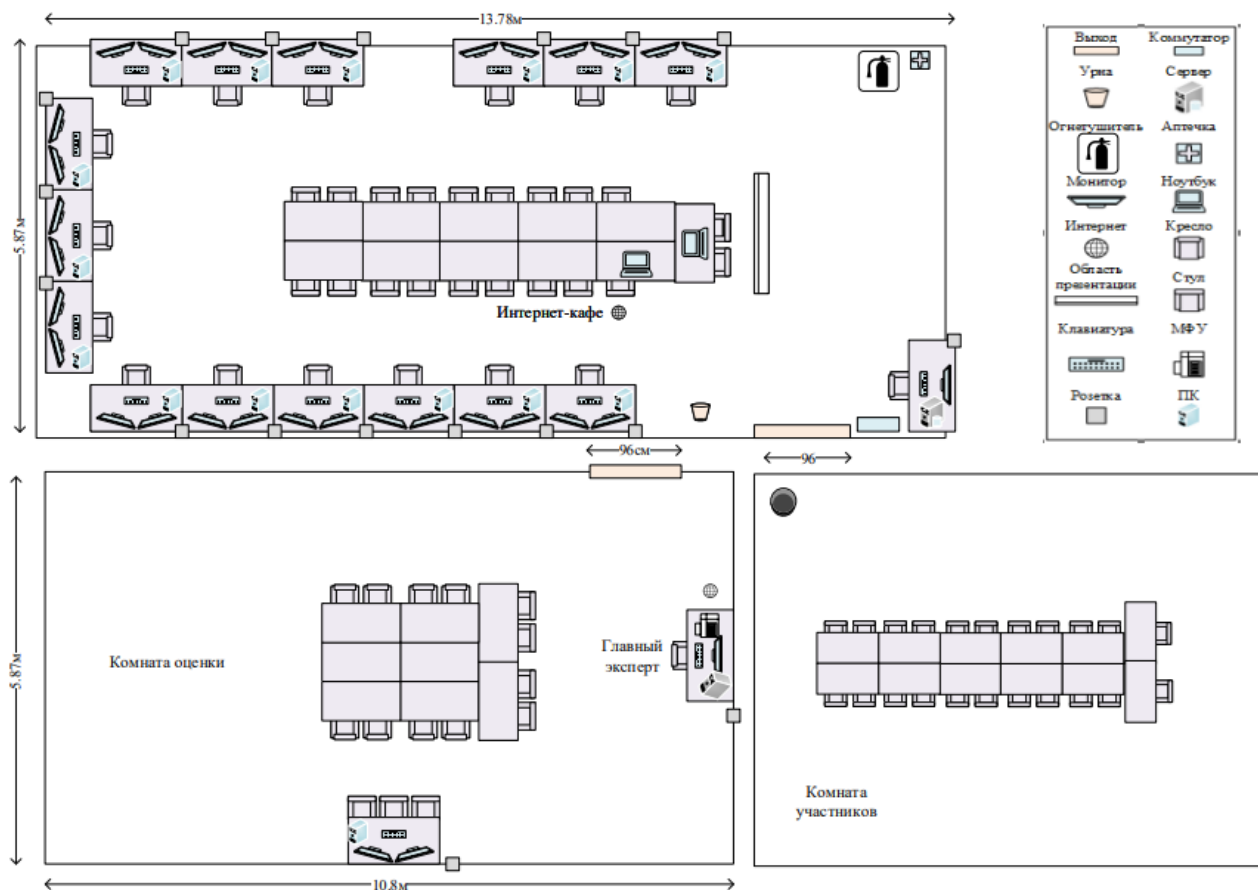 13.78м
5.87м
Интернет-кафе
96см
96
5.87м
Комната оценки
Главный
эксперт
10.8м
Комната
участников
Выход
Коммутатор
Урна
Сервер
Огнетушитель
Аптечка
Монитор
Ноутбук
Интернет
Кресло
Область
презентации
Стул
Клавиатура
МФУ
Розетка
ПК